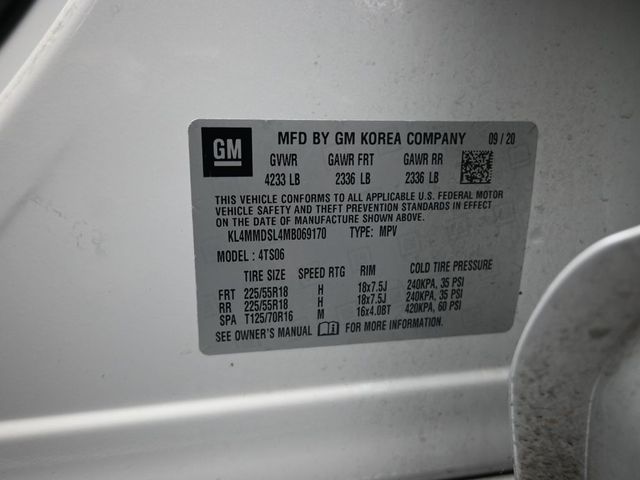 GM MFD BY GM KOREA COMPANY 09/20
GVWR GAWR FRT GAWR RR
4233 LB 2336 LB 2336 LB
THIS VEHICLE CONFORMS TO ALL APPLICABLE U.S. FEDERAL MOTOR
VEHICLE SAFETY AND THEFT PREVENTION STANDARDS IN EFFECT
ON THE DATE OF MANUFACTURE SHOWN ABOVE.
KL4MMDSL4MB069170 TYPE: MPV
MODEL: 4TS06
TIRE SIZE SPEED RTG RIM COLD TIRE PRESSURE
FRT 225/55R18 H 18x7.5J 240KPA, 35 PSI
RR 225/55R18 H 18x7.5J 240KPA, 35 PSI
SPA T125/70R16 M 16x4.0BT 420KPA, 60 PSI
SEE OWNER'S MANUAL FOR MORE INFORMATION.